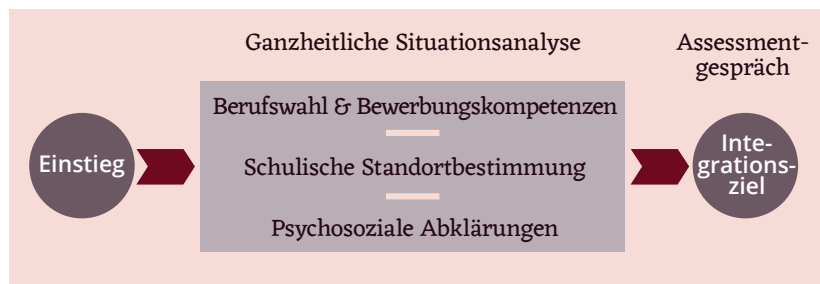 Ganzheitliche Situationsanalyse
Assessment-
gespräch
Einstieg
Berufswahl & Bewerbungskompetenzen
Schulische Standortbestimmung
Psychosoziale Abklärungen
Inte-
grations-
ziel